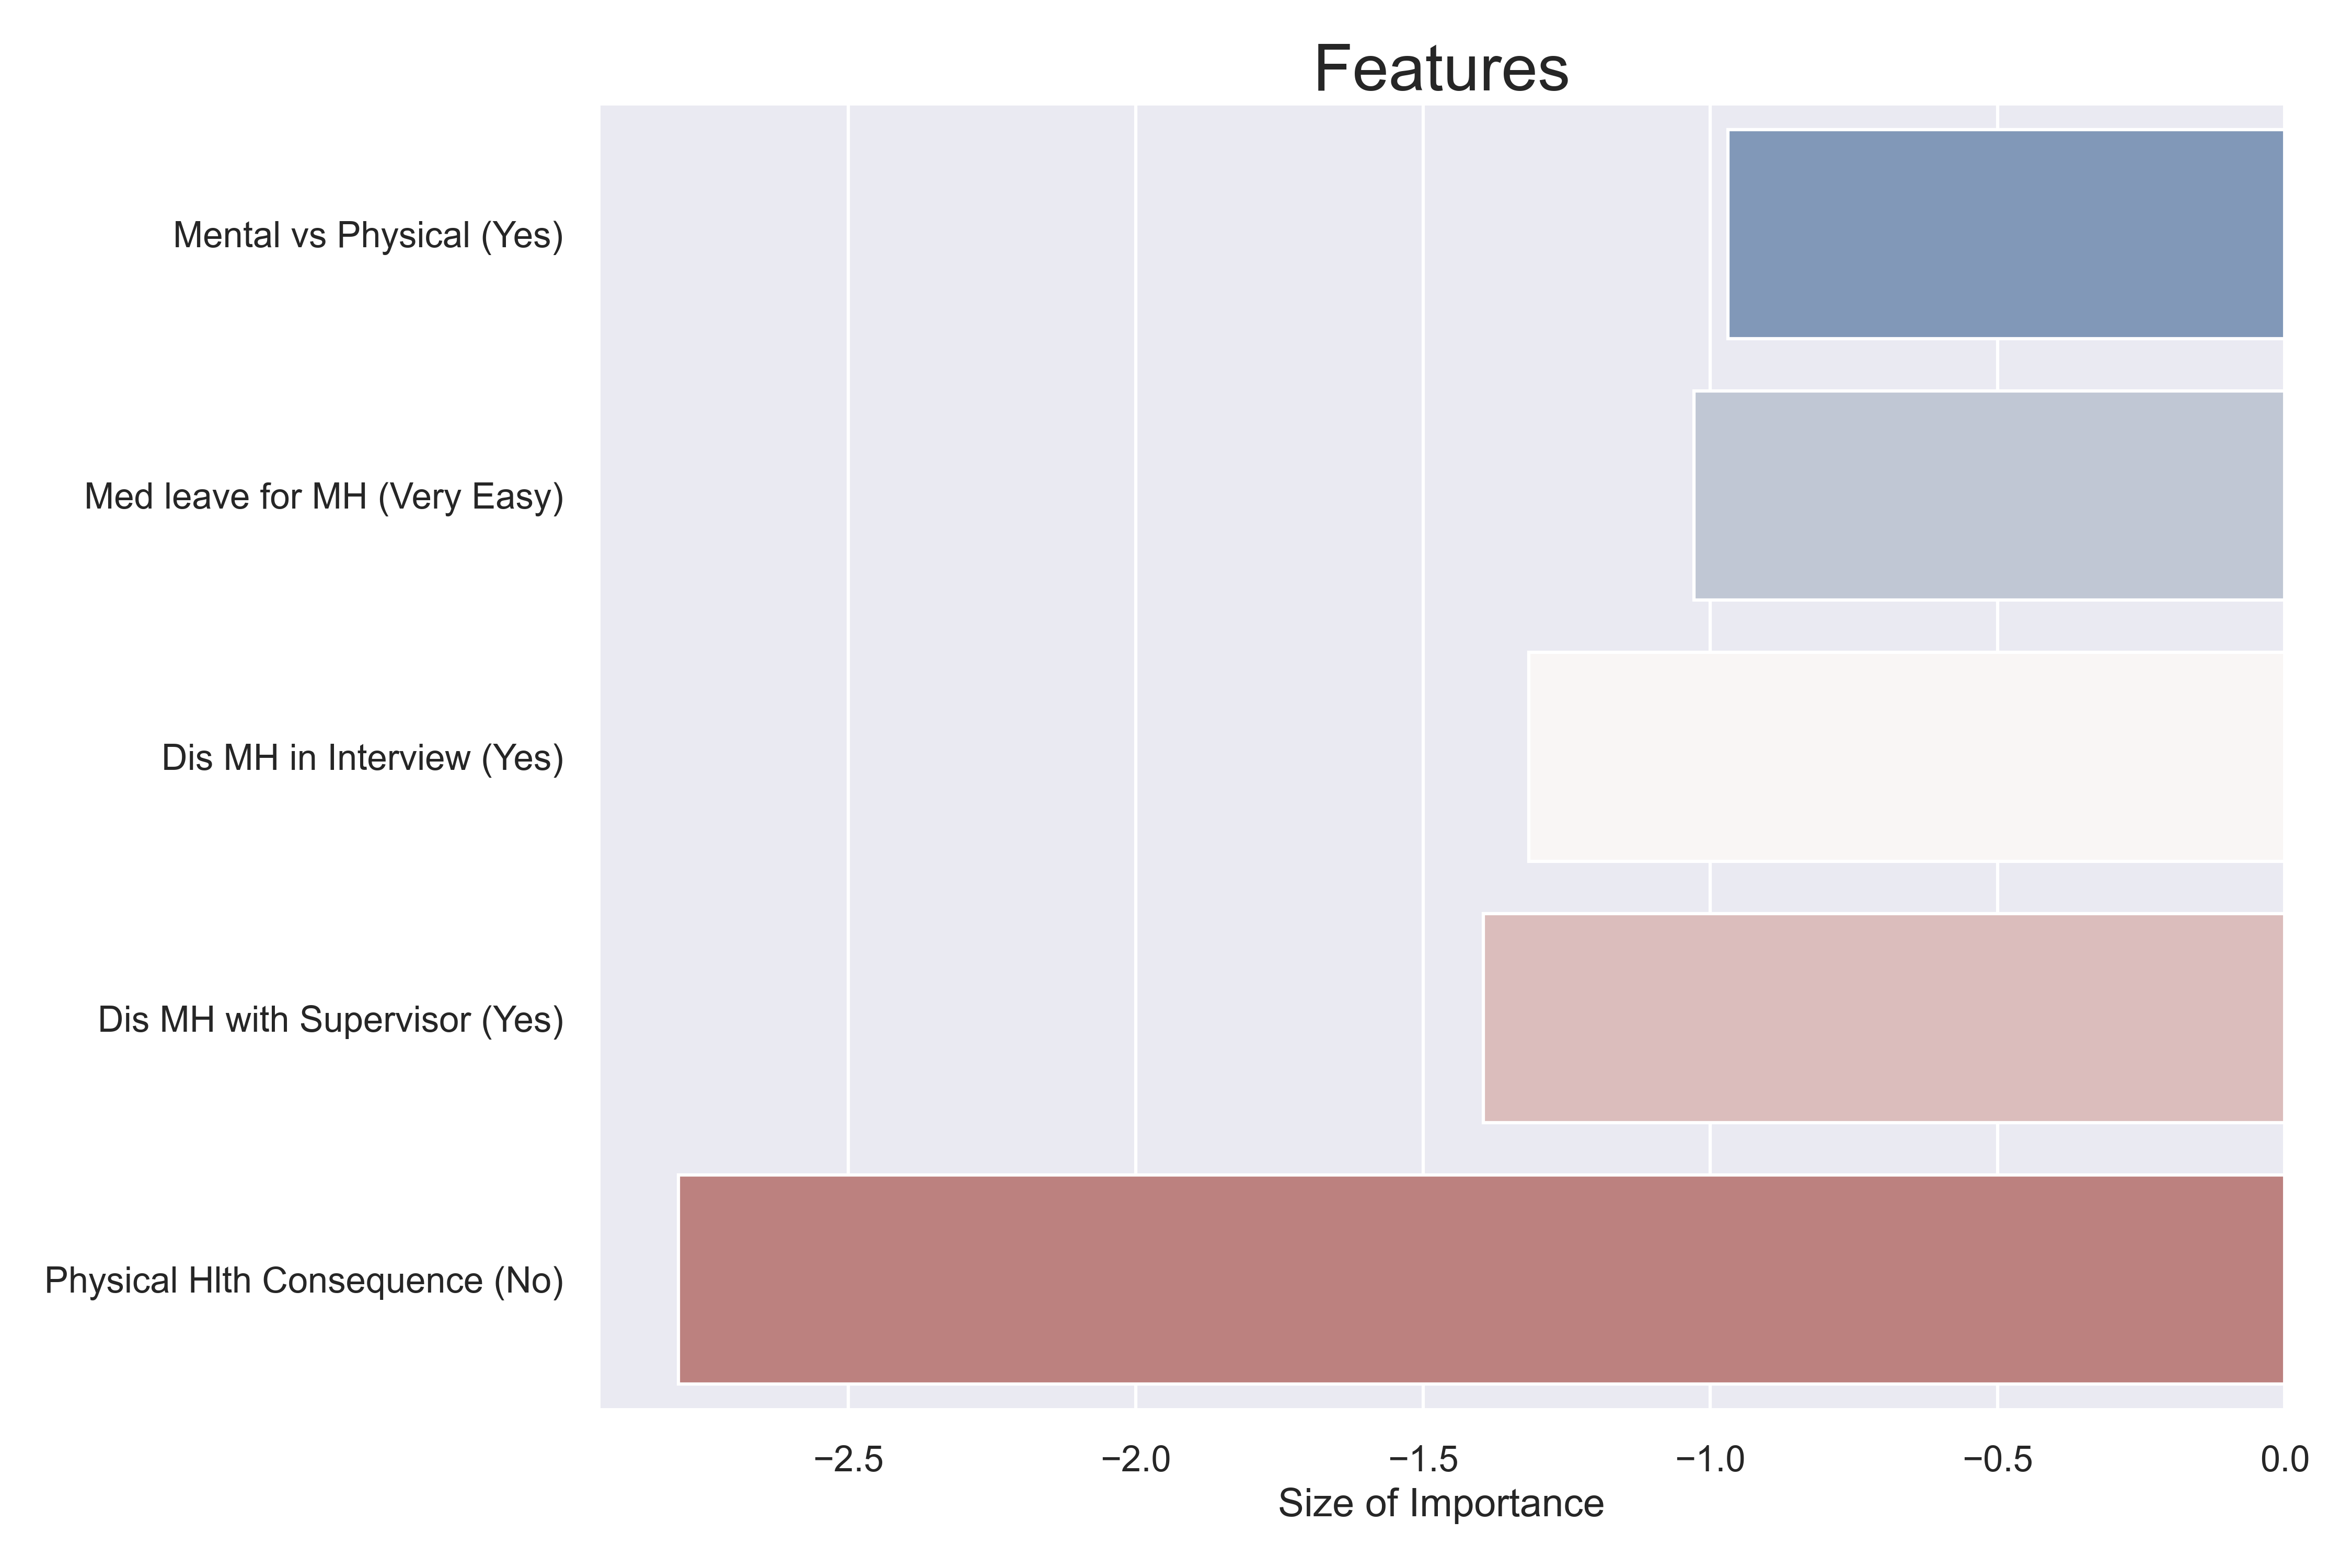 Features
Mental vs Physical (Yes)
Med leave for MH (Very Easy)
Dis MH in Interview (Yes)
Dis MH with Supervisor (Yes)
Physical Hlth Consequence (No)
−2.5 −2.0 −1.5 −1.0 −0.5 0.0
Size of Importance